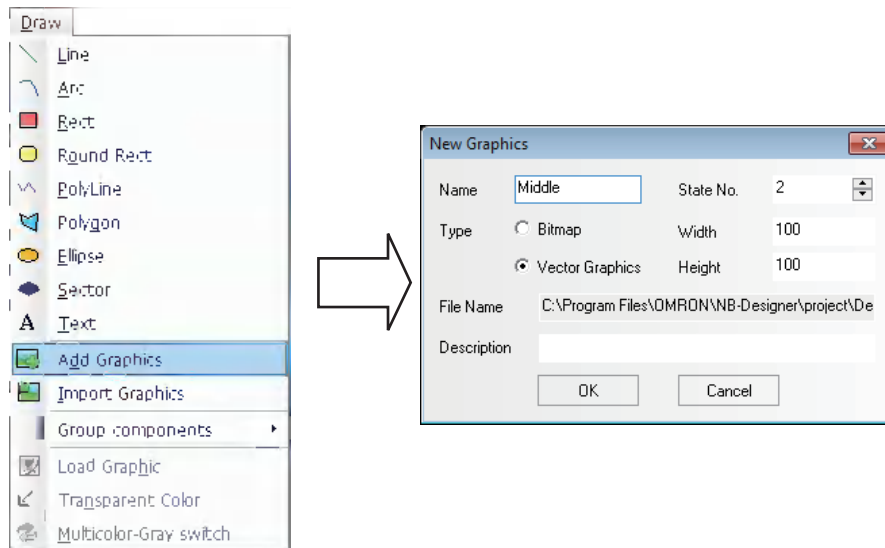 Draw
Line
Arc
Rect
Round Rect
PolyLine
Polygon
Ellipse
Sector
A Text
Add Graphics
Import Graphics
Group components
Load Graphic
Transparent Color
Multicolor-Gray switch
New Graphics
Name Middle State No. 2
Type Bitmap Width 100
Vector Graphics Height 100
File Name C:\Program Files\OMRON\NB-Designer\project\De
Description
OK Cancel